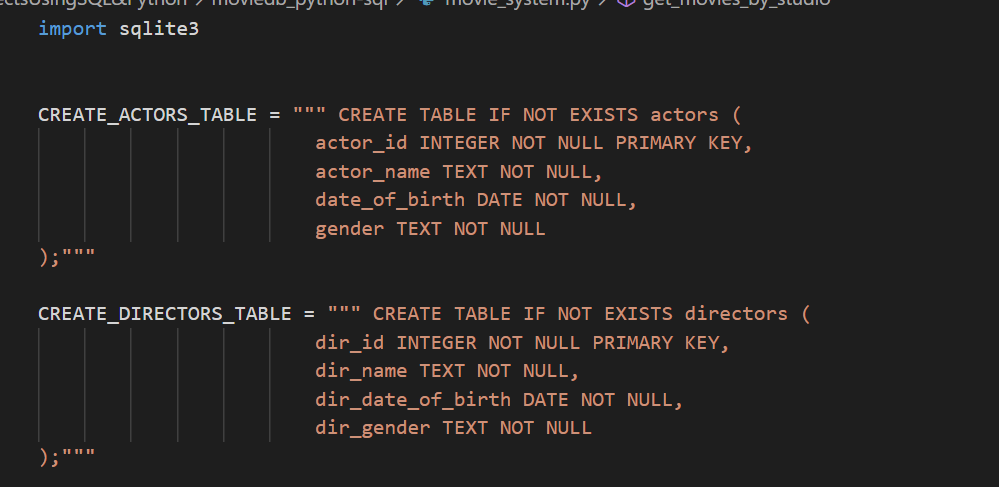 ectsUsingSQL&Python > moviedb_python-sql > movie_system.py > get_movies_by_studio
import sqlite3
CREATE_ACTORS_TABLE = """ CREATE TABLE IF NOT EXISTS actors (
actor_id INTEGER NOT NULL PRIMARY KEY,
actor_name TEXT NOT NULL,
date_of_birth DATE NOT NULL,
gender TEXT NOT NULL
);"""
CREATE_DIRECTORS_TABLE = """ CREATE TABLE IF NOT EXISTS directors (
dir_id INTEGER NOT NULL PRIMARY KEY,
dir_name TEXT NOT NULL,
dir_date_of_birth DATE NOT NULL,
dir_gender TEXT NOT NULL
);"""